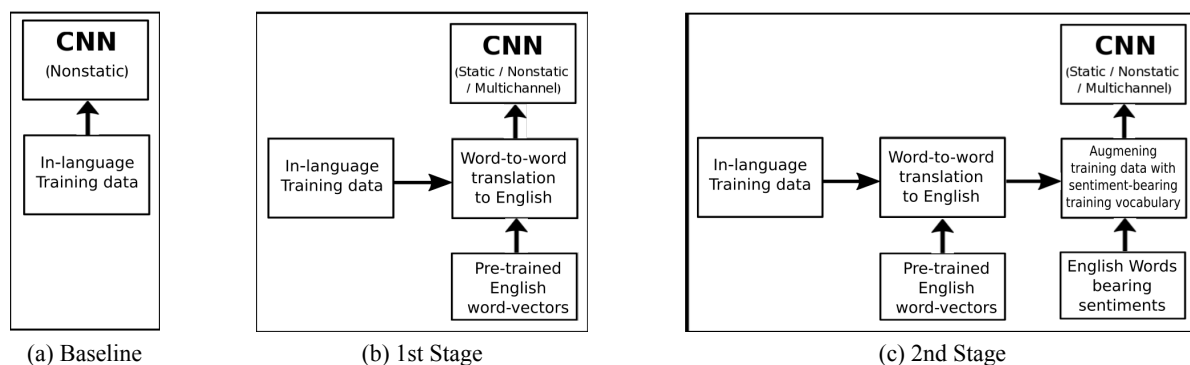 CNN
(Nonstatic)
In-language
Training data
(a) Baseline
CNN
(Static / Nonstatic
/ Multichannel)
In-language
Training data
Word-to-word
translation
to English
Pre-trained
English
word-vectors
(b) 1st Stage
CNN
(Static / Nonstatic
/ Multichannel)
In-language
Training data
Word-to-word
translation
to English
Augmening
training data with
sentiment-bearing
training vocabulary
Pre-trained
English
word-vectors
English Words
bearing
sentiments
(c) 2nd Stage